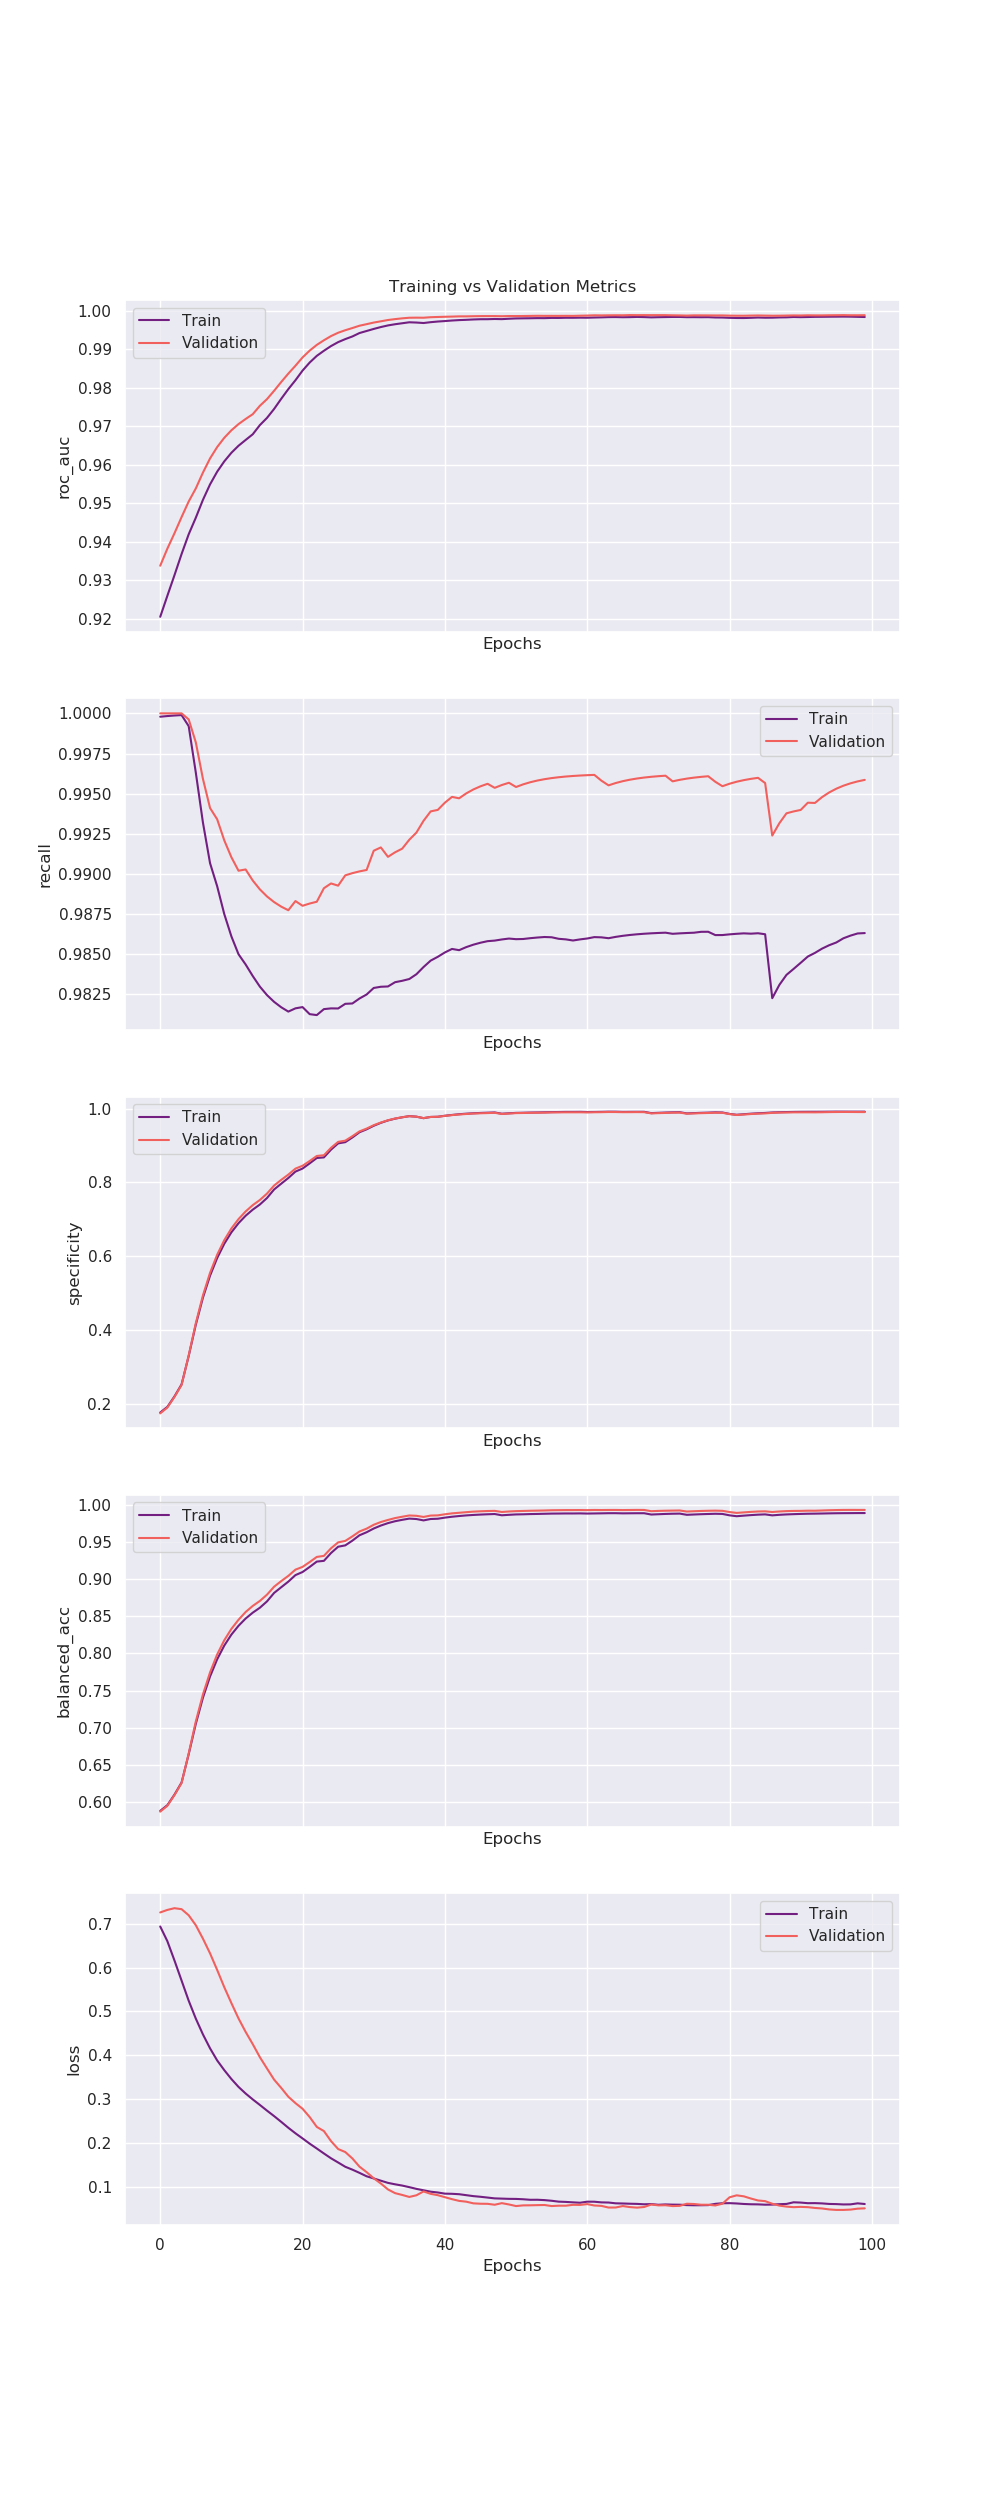 Training vs Validation Metrics
1.00
0.99
0.98
0.97
0.96
0.95
0.94
0.93
0.92
roc_auc
Train
Validation
Epochs
1.0000
0.9975
0.9950
0.9925
0.9900
0.9875
0.9850
0.9825
recall
Train
Validation
Epochs
1.0
0.8
0.6
0.4
0.2
specificity
Train
Validation
Epochs
1.00
0.95
0.90
0.85
0.80
0.75
0.70
0.65
0.60
balanced_acc
Train
Validation
Epochs
0.7
0.6
0.5
0.4
0.3
0.2
0.1
loss
Train
Validation
0 20 40 60 80 100
Epochs